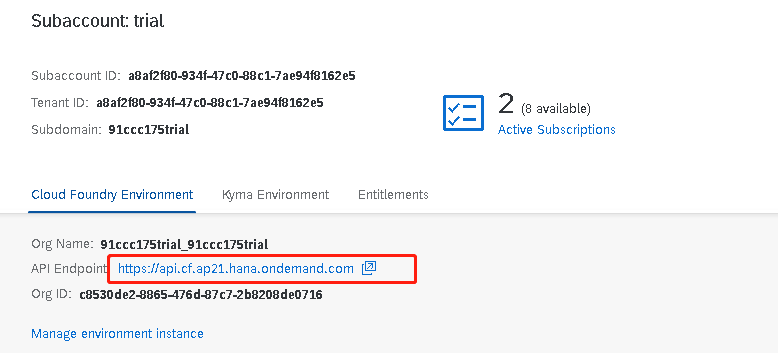 Subaccount: trial
Subaccount ID: a8af2f80-934f-47c0-88c1-7ae94f8162e5
Tenant ID: a8af2f80-934f-47c0-88c1-7ae94f8162e5
Subdomain: 91ccc175trial
2 (8 available)
Active Subscriptions
Cloud Foundry Environment Kyma Environment Entitlements
Org Name: 91ccc175trial_91ccc175trial
API Endpoint https://api.cf.ap21.hana.ondemand.com
Org ID: c8530de2-8865-476d-87c7-2b8208de0716
Manage environment instance